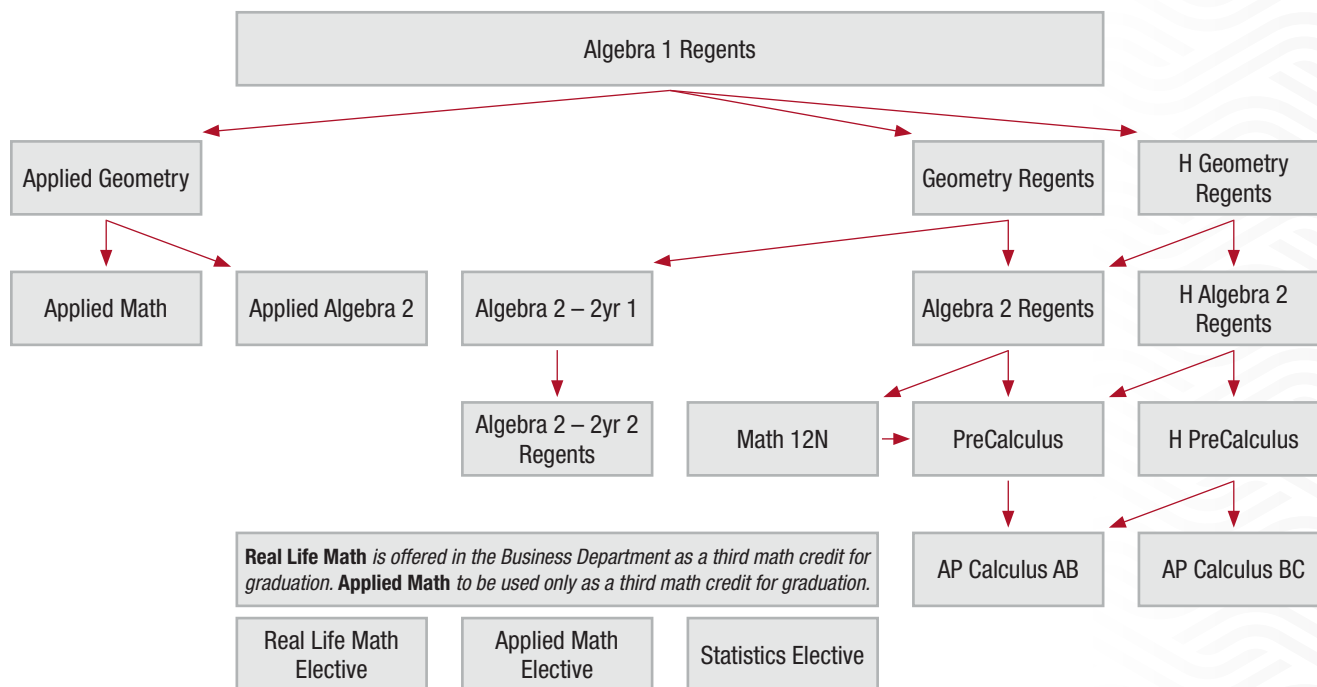 Algebra 1 Regents
Applied Geometry
Geometry Regents
H Geometry
Regents
Applied Math
Applied Algebra 2
Algebra 2 – 2yr 1
Algebra 2 Regents
H Algebra 2
Regents
Algebra 2 – 2yr 2
Regents
Math 12N
PreCalculus
H PreCalculus
Real Life Math is offered in the Business Department as a third math credit for
graduation. Applied Math to be used only as a third math credit for graduation.
AP Calculus AB
AP Calculus BC
Real Life Math
Elective
Applied Math
Elective
Statistics Elective